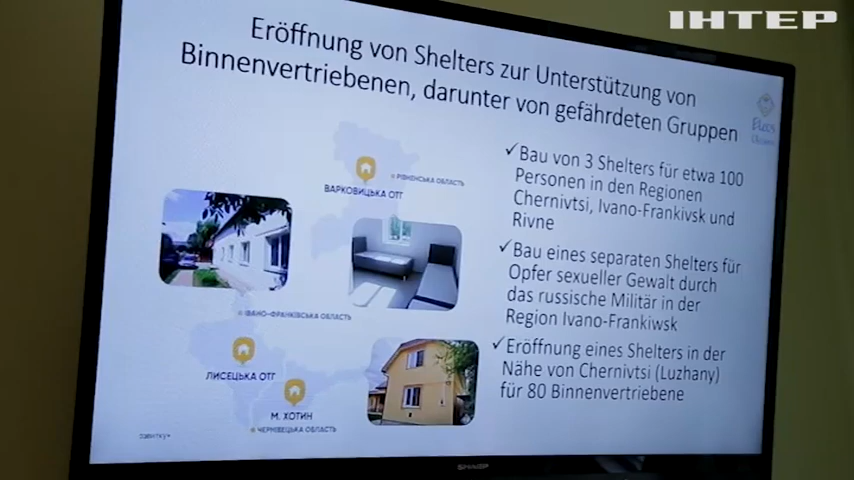 ІНТЕР
Eröffnung von Shelters zur Unterstützung von
Binnenvertriebenen, darunter von gefährdeten Gruppen
✓Bau von 3 Shelters für etwa 100
Personen in den Regionen
Chernivtsi, Ivano-Frankivsk und
Rivne
✓Bau eines separaten Shelters für
Opfer sexueller Gewalt durch
das russische Militär in der
Region Ivano-Frankiwsk
✓Eröffnung eines Shelters in der
Nähe von Chernivtsi (Luzhany)
für 80 Binnenvertriebene
РІВНЕНСЬКА ОБЛАСТЬ
ВАРКОВИЦЬКА ОТГ
ІВАНО-ФРАНКІВСЬКА ОБЛАСТЬ
ЛИСЕЦЬКА ОТГ
М. ХОТИН
ЧЕРНІВЕЦЬКА ОБЛАСТЬ
SHARP